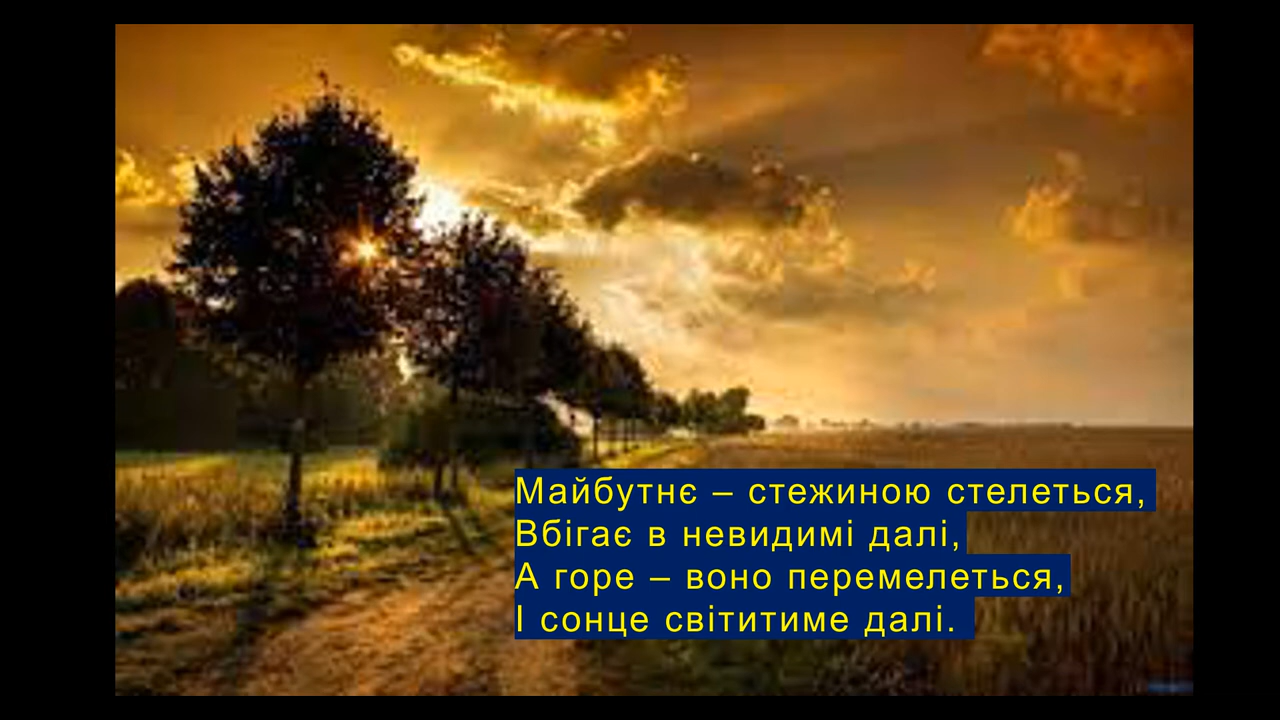 Майбутнє – стежиною стелеться,
Вбігає в невидимі далі,
А горе – воно перемелеться,
І сонце світитиме далі.